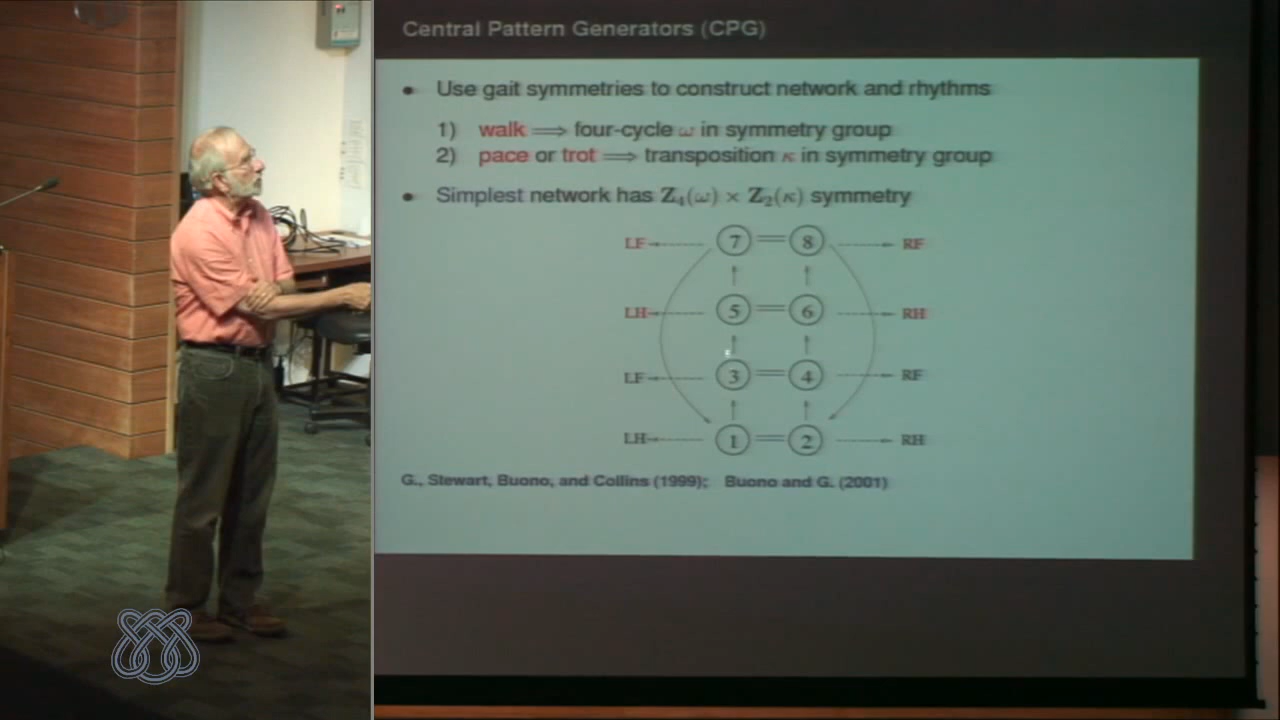 Central Pattern Generators (CPG)
• Use gait symmetries to construct network and rhythms
1) walk ⟹ four-cycle ω in symmetry group
2) pace or trot ⟹ transposition κ in symmetry group
• Simplest network has Z₄(ω) × Z₂(κ) symmetry
LF 7 8 RF
LH 5 6 RH
LF 3 4 RF
LH 1 2 RH
G., Stewart, Buono, and Collins (1999); Buono and G. (2001)